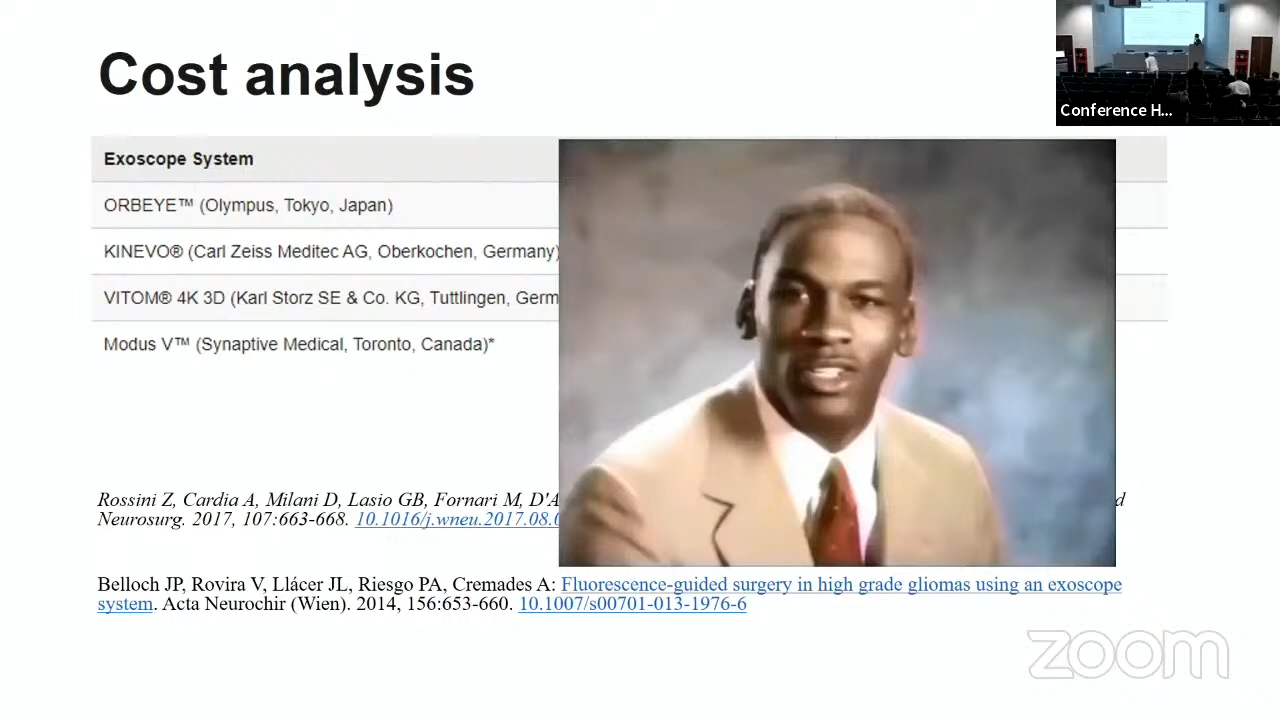 Cost analysis
Conference H...
Exoscope System
ORBEYE™ (Olympus, Tokyo, Japan)
KINEVO® (Carl Zeiss Meditec AG, Oberkochen, Germany)
VITOM® 4K 3D (Karl Storz SE & Co. KG, Tuttlingen, Germ
Modus V™ (Synaptive Medical, Toronto, Canada)*
Rossini Z, Cardia A, Milani D, Lasio GB, Fornari M, D'A d
Neurosurg. 2017, 107:663-668. 10.1016/j.wneu.2017.08.0
Belloch JP, Rovira V, Llácer JL, Riesgo PA, Cremades A: Fluorescence-guided surgery in high grade gliomas using an exoscope
system. Acta Neurochir (Wien). 2014, 156:653-660. 10.1007/s00701-013-1976-6
zoom